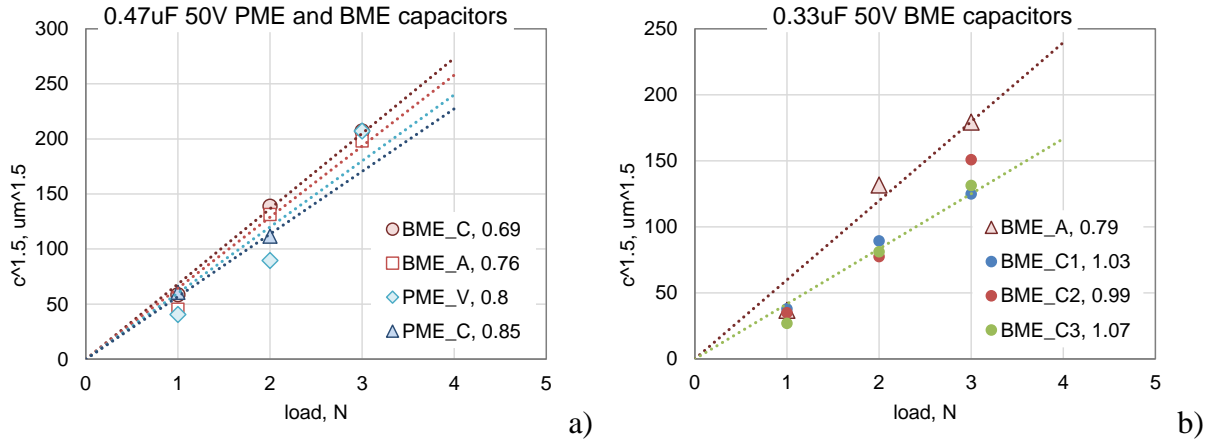 0.47uF 50V PME and BME capacitors
300
250
200
150
100
50
0
c^1.5, um^1.5
BME_C, 0.69
BME_A, 0.76
PME_V, 0.8
PME_C, 0.85
0 1 2 3 4 5
load, N
a)
0.33uF 50V BME capacitors
250
200
150
100
50
0
c^1.5, um^1.5
BME_A, 0.79
BME_C1, 1.03
BME_C2, 0.99
BME_C3, 1.07
0 1 2 3 4 5
load, N
b)